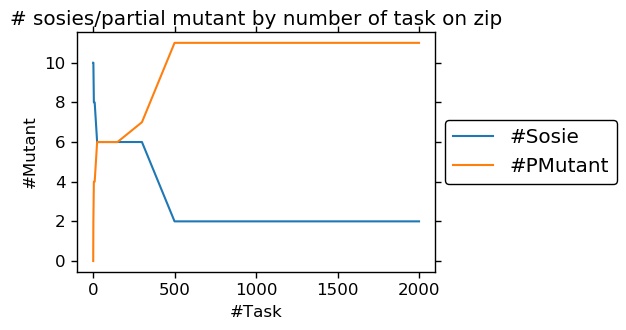 # sosies/partial mutant by number of task on zip
10
8
6
4
2
0
#Mutant
0 500 1000 1500 2000
#Task
#Sosie
#PMutant